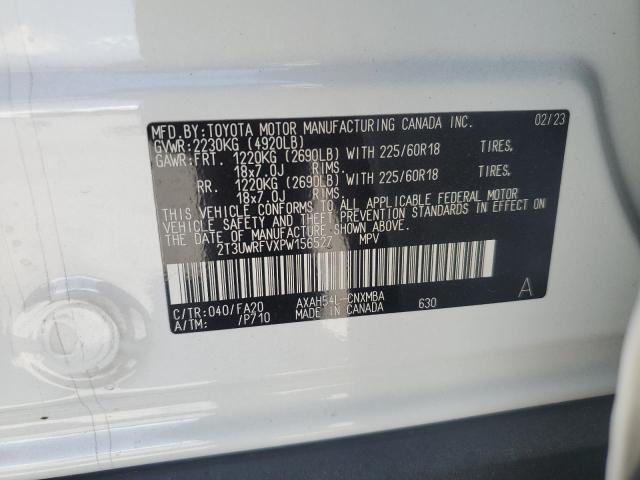 MFD.BY:TOYOTA MOTOR MANUFACTURING CANADA INC. 02/23
GVWR:2230KG (4920LB)
GAWR:FRT. 1220KG (2690LB) WITH 225/60R18 TIRES,
18x7.0J RIMS.
RR. 1220KG (2690LB) WITH 225/60R18 TIRES,
18x7.0J RIMS.
THIS VEHICLE CONFORMS TO ALL APPLICABLE FEDERAL MOTOR
VEHICLE SAFETY AND THEFT PREVENTION STANDARDS IN EFFECT ON
THE DATE OF MANUFACTURE SHOWN ABOVE.
2T3UWRFVXPW156527 MPV
C/TR:040/FA20 AXAH54L-CNXMBA 630 A
A/TM: /P710 MADE IN CANADA